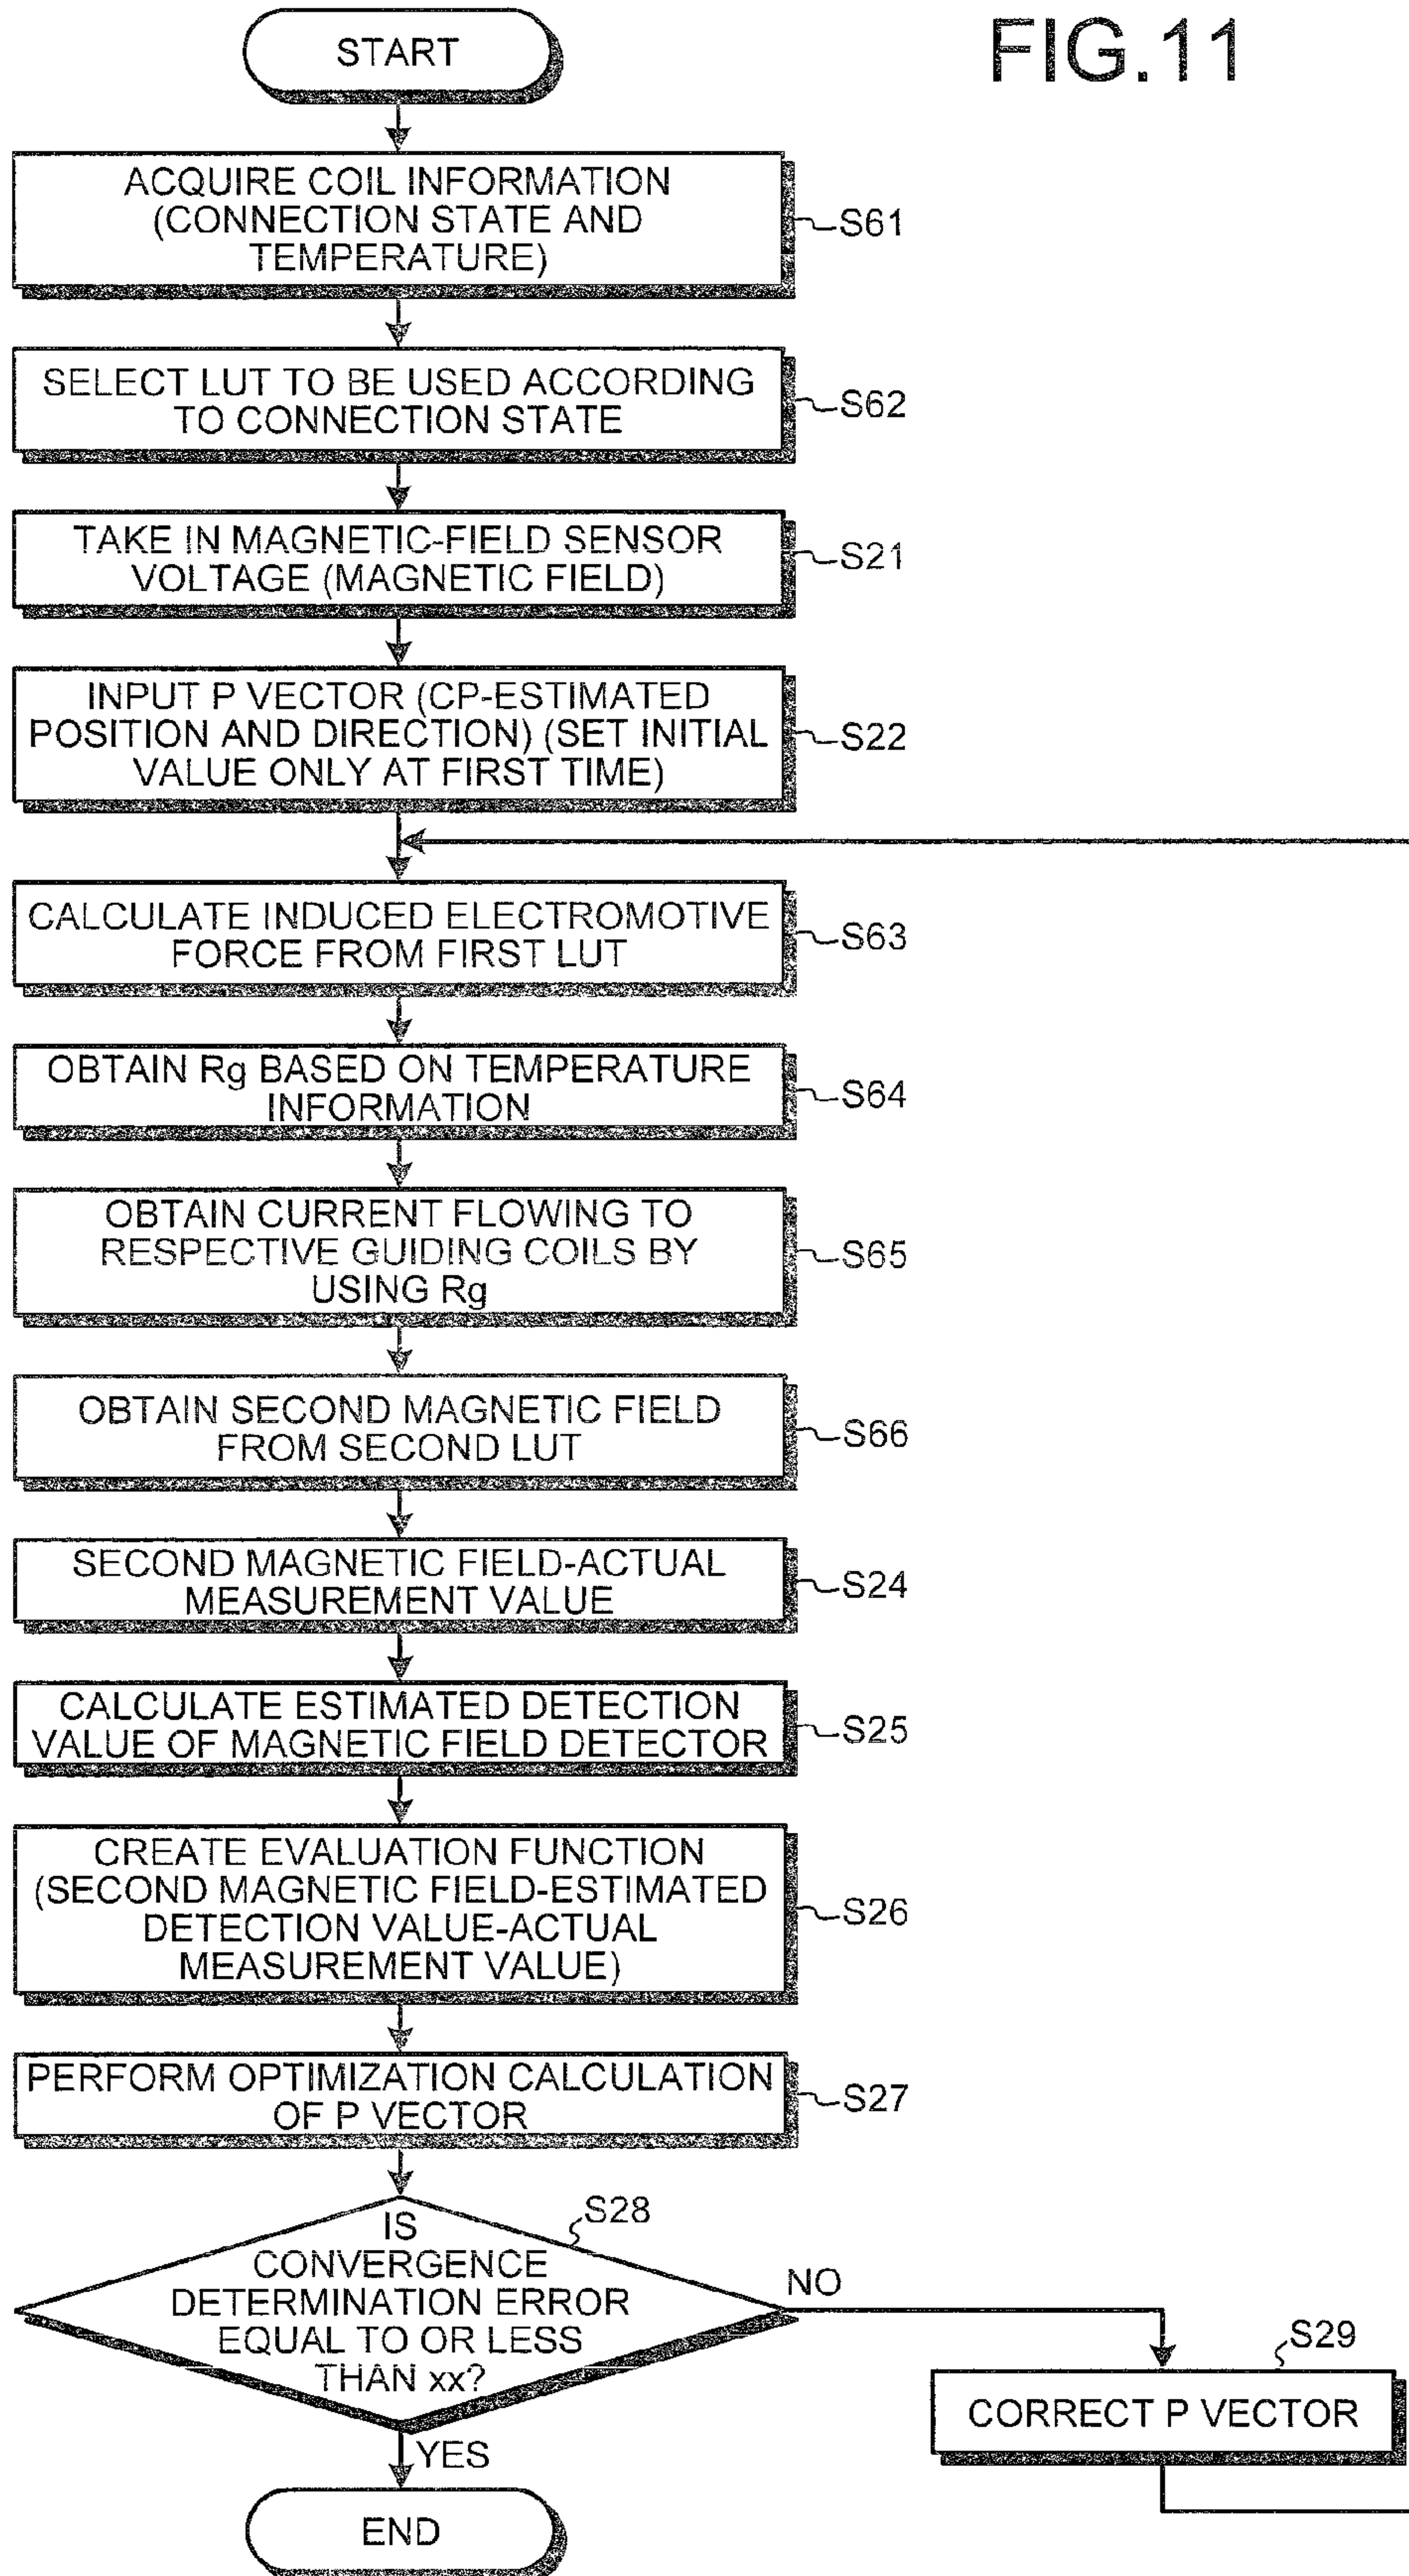 FIG.11
START
ACQUIRE COIL INFORMATION
(CONNECTION STATE AND
TEMPERATURE)
S61
SELECT LUT TO BE USED ACCORDING
TO CONNECTION STATE
S62
TAKE IN MAGNETIC-FIELD SENSOR
VOLTAGE (MAGNETIC FIELD)
S21
INPUT P VECTOR (CP-ESTIMATED
POSITION AND DIRECTION) (SET INITIAL
VALUE ONLY AT FIRST TIME)
S22
CALCULATE INDUCED ELECTROMOTIVE
FORCE FROM FIRST LUT
S63
OBTAIN Rg BASED ON TEMPERATURE
INFORMATION
S64
OBTAIN CURRENT FLOWING TO
RESPECTIVE GUIDING COILS BY
USING Rg
S65
OBTAIN SECOND MAGNETIC FIELD
FROM SECOND LUT
S66
SECOND MAGNETIC FIELD-ACTUAL
MEASUREMENT VALUE
S24
CALCULATE ESTIMATED DETECTION
VALUE OF MAGNETIC FIELD DETECTOR
S25
CREATE EVALUATION FUNCTION
(SECOND MAGNETIC FIELD-ESTIMATED
DETECTION VALUE-ACTUAL
MEASUREMENT VALUE)
S26
PERFORM OPTIMIZATION CALCULATION
OF P VECTOR
S27
IS
CONVERGENCE
DETERMINATION ERROR
EQUAL TO OR LESS
THAN xx?
S28
NO
S29
CORRECT P VECTOR
YES
END